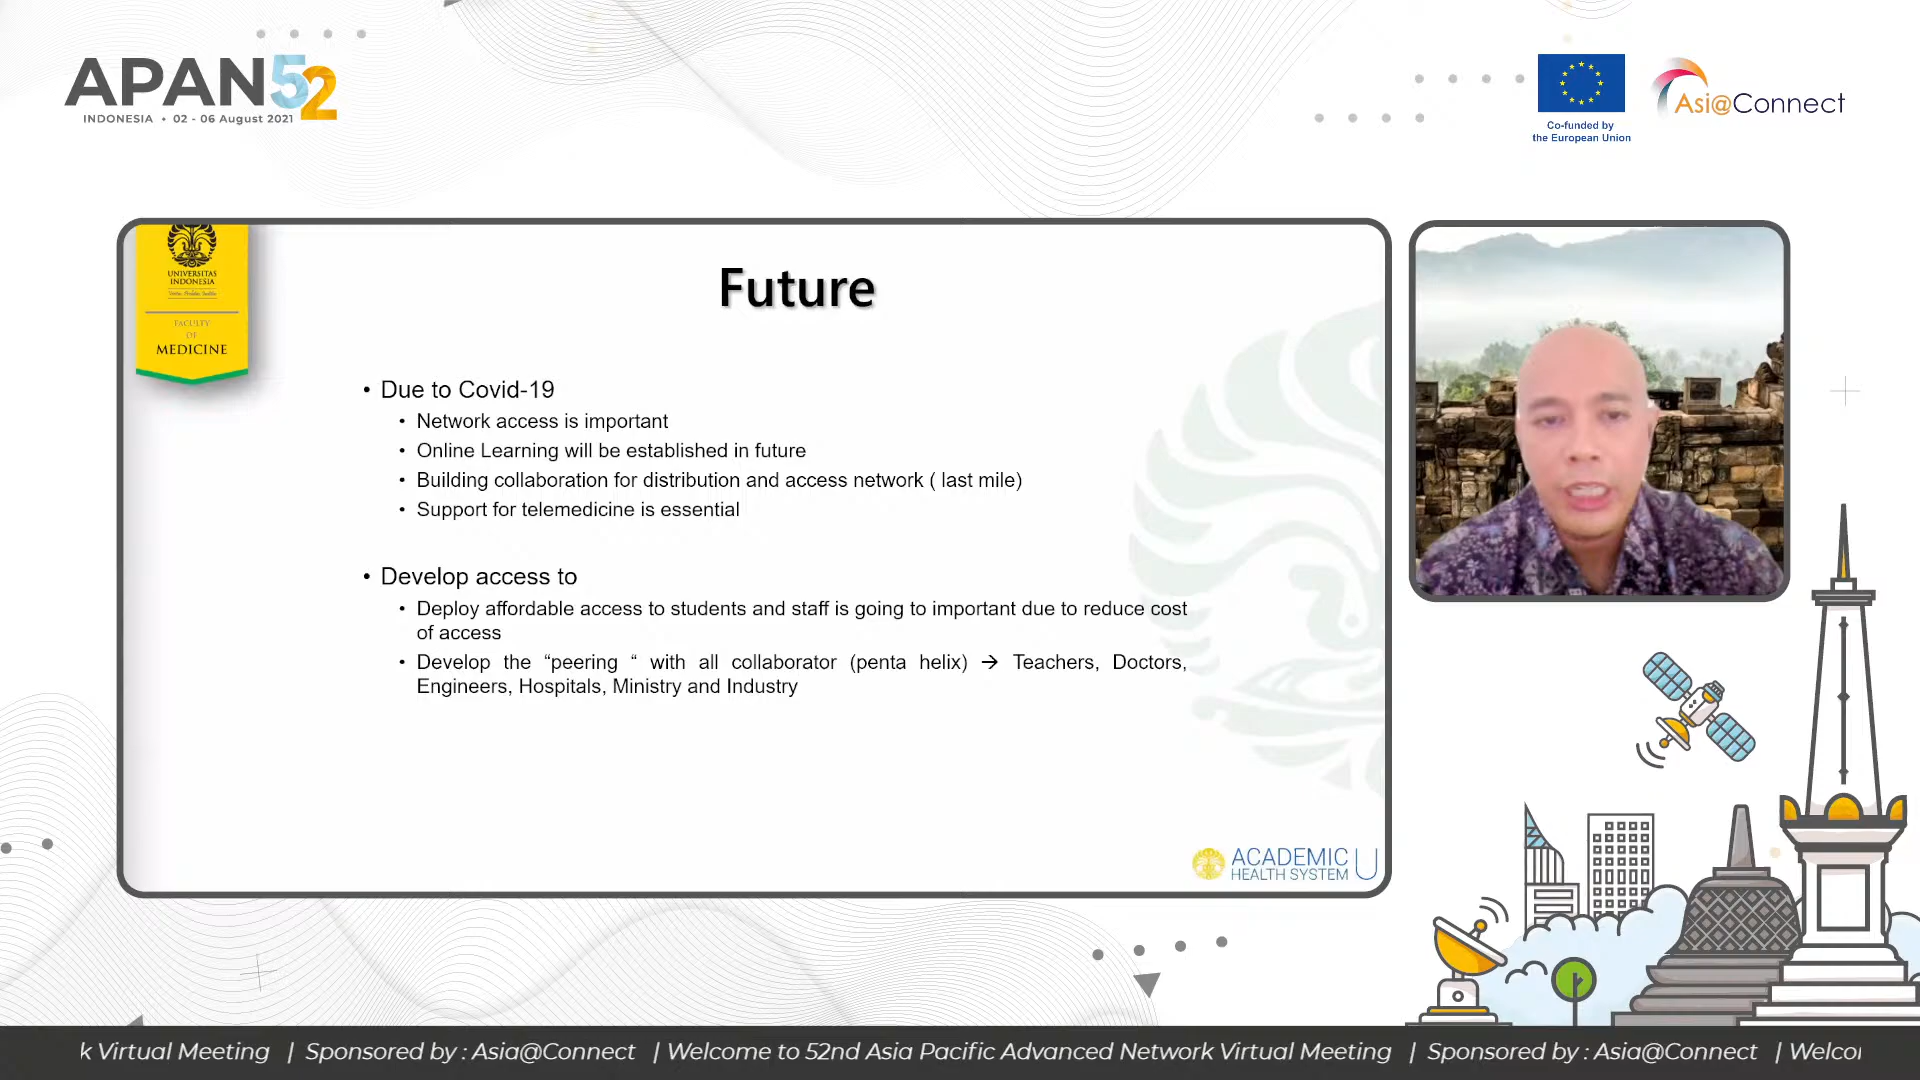 APAN52
INDONESIA • 02 - 06 August 2021
Co-funded by
the European Union
Asi@Connect
UNIVERSITAS
INDONESIA
FACULTY
OF
MEDICINE
Future
• Due to Covid-19
• Network access is important
• Online Learning will be established in future
• Building collaboration for distribution and access network ( last mile)
• Support for telemedicine is essential
• Develop access to
• Deploy affordable access to students and staff is going to important due to reduce cost
of access
• Develop the “peering “ with all collaborator (penta helix) → Teachers, Doctors,
Engineers, Hospitals, Ministry and Industry
ACADEMIC
HEALTH SYSTEM U
k Virtual Meeting | Sponsored by : Asia@Connect | Welcome to 52nd Asia Pacific Advanced Network Virtual Meeting | Sponsored by : Asia@Connect | Welco